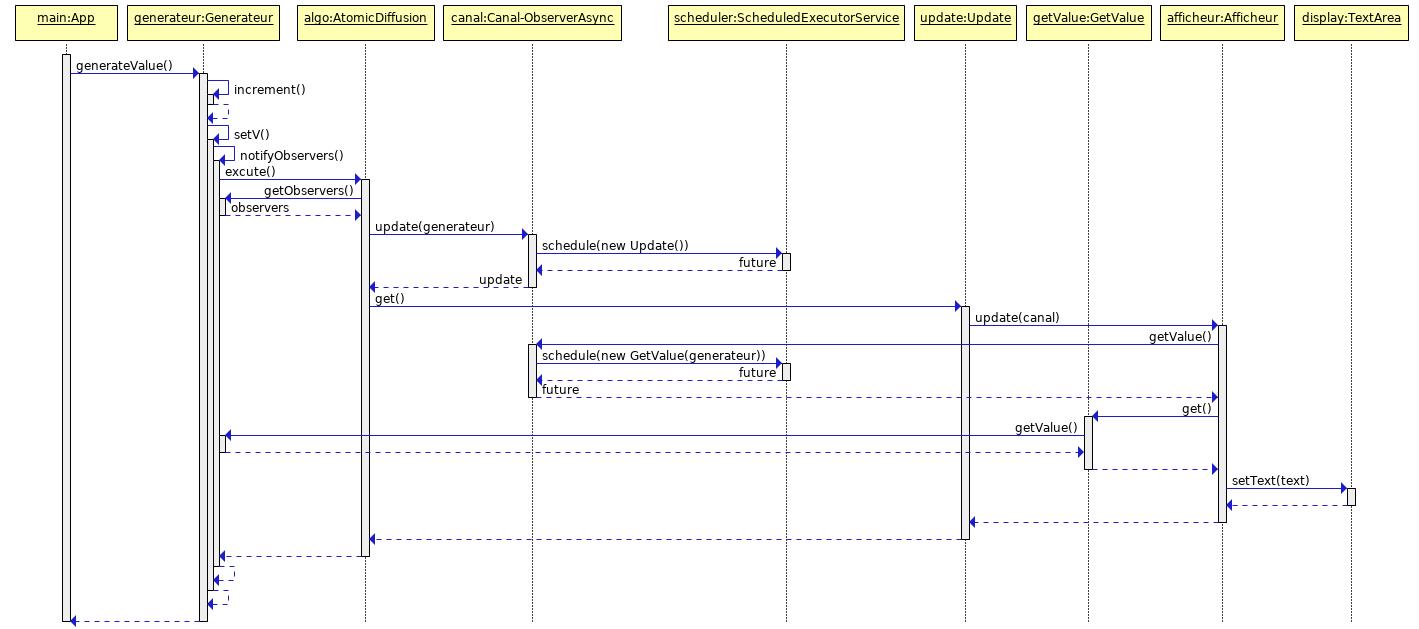 main:App
generateur:Generateur
algo:AtomicDiffusion
canal:Canal-ObserverAsync
scheduler:ScheduledExecutorService
update:Update
getValue:GetValue
afficheur:Afficheur
display:TextArea
generateValue()
increment()
setV()
notifyObservers()
excute()
getObservers()
observers
update(generateur)
schedule(new Update())
future
update
get()
update(canal)
getValue()
schedule(new GetValue(generateur))
future
future
get()
getValue()
setText(text)